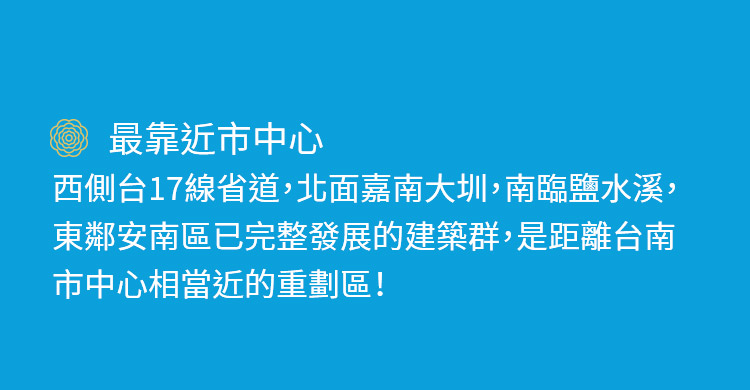 最靠近市中心
西側台17線省道，北面嘉南大圳，南臨鹽水溪，
東鄰安南區已完整發展的建築群，是距離台南
市中心相當近的重劃區！